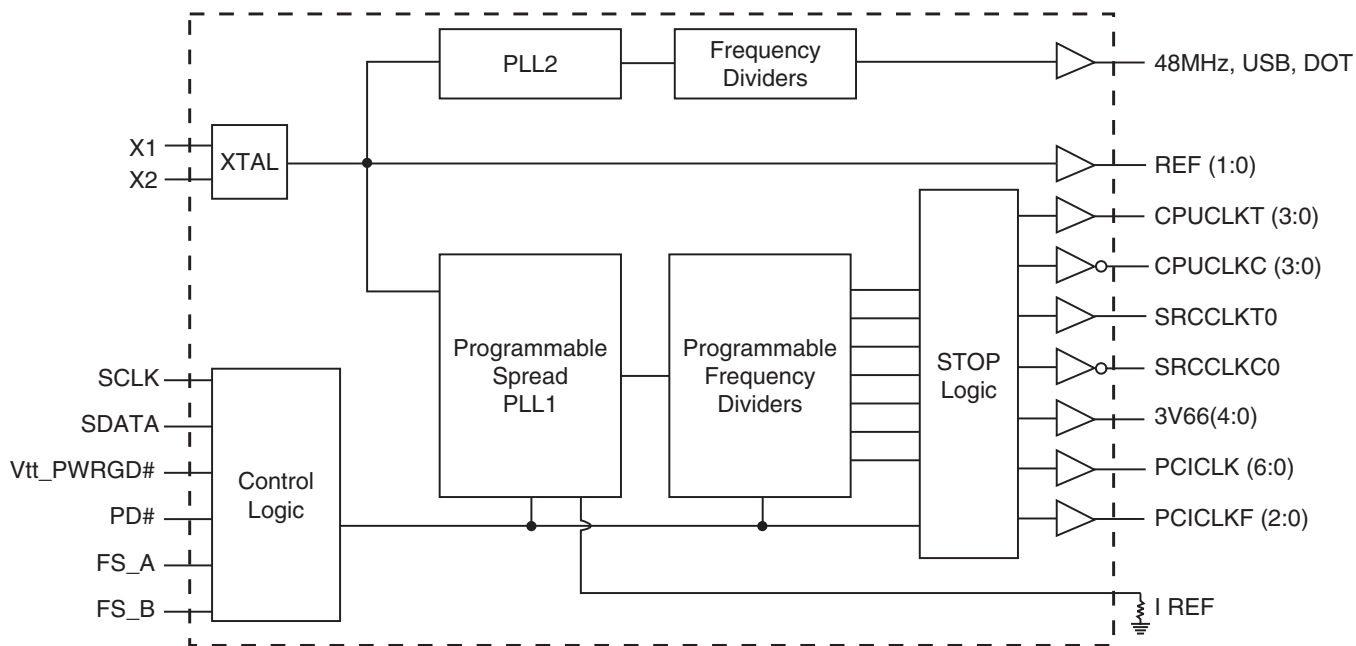 PLL2
Frequency
Dividers
48MHz, USB, DOT
X1
X2
XTAL
REF (1:0)
CPUCLKT (3:0)
CPUCLKC (3:0)
SRCCLKT0
SRCCLKC0
3V66(4:0)
PCICLK (6:0)
PCICLKF (2:0)
I REF
Programmable
Spread
PLL1
Programmable
Frequency
Dividers
STOP
Logic
SCLK
SDATA
Vtt_PWRGD#
PD#
FS_A
FS_B
Control
Logic